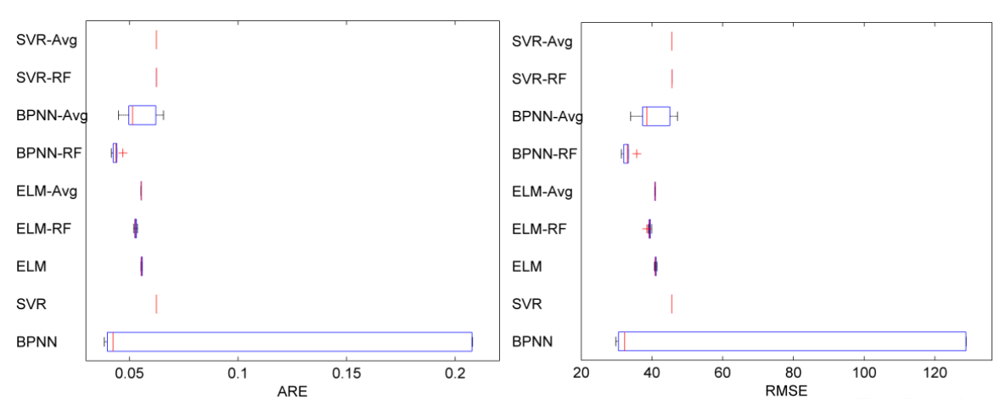 SVR-Avg
SVR-RF
BPNN-Avg
BPNN-RF
ELM-Avg
ELM-RF
ELM
SVR
BPNN
0.05 0.1 0.15 0.2
ARE
SVR-Avg
SVR-RF
BPNN-Avg
BPNN-RF
ELM-Avg
ELM-RF
ELM
SVR
BPNN
20 40 60 80 100 120
RMSE